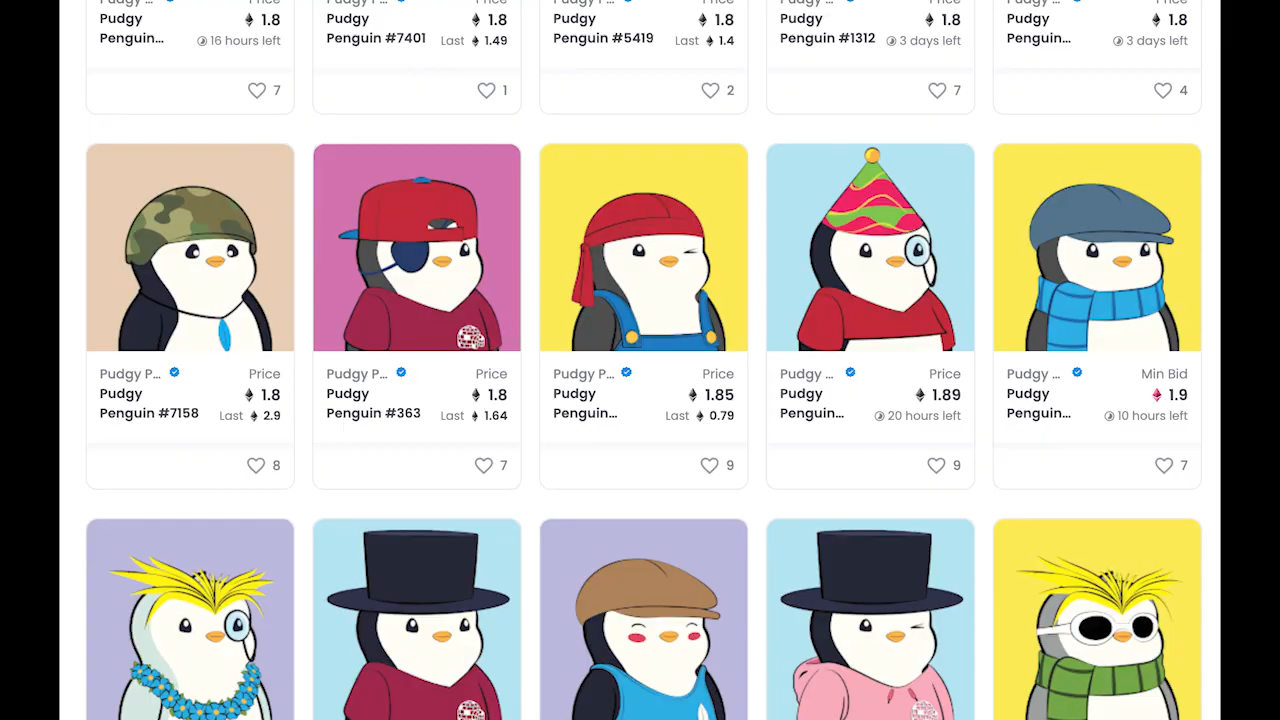 Pudgy 1.8
Penguin... 16 hours left
7
Pudgy 1.8
Penguin #7401 Last 1.49
1
Pudgy 1.8
Penguin #5419 Last 1.4
2
Pudgy 1.8
Penguin #1312 3 days left
7
Pudgy 1.8
Penguin... 3 days left
4
Pudgy P... Price
Pudgy 1.8
Penguin #7158 Last 2.9
8
Pudgy P... Price
Pudgy 1.8
Penguin #363 Last 1.64
7
Pudgy P... Price
Pudgy 1.85
Penguin... Last 0.79
9
Pudgy ... Price
Pudgy 1.89
Penguin... 20 hours left
9
Pudgy ... Min Bid
Pudgy 1.9
Penguin... 10 hours left
7